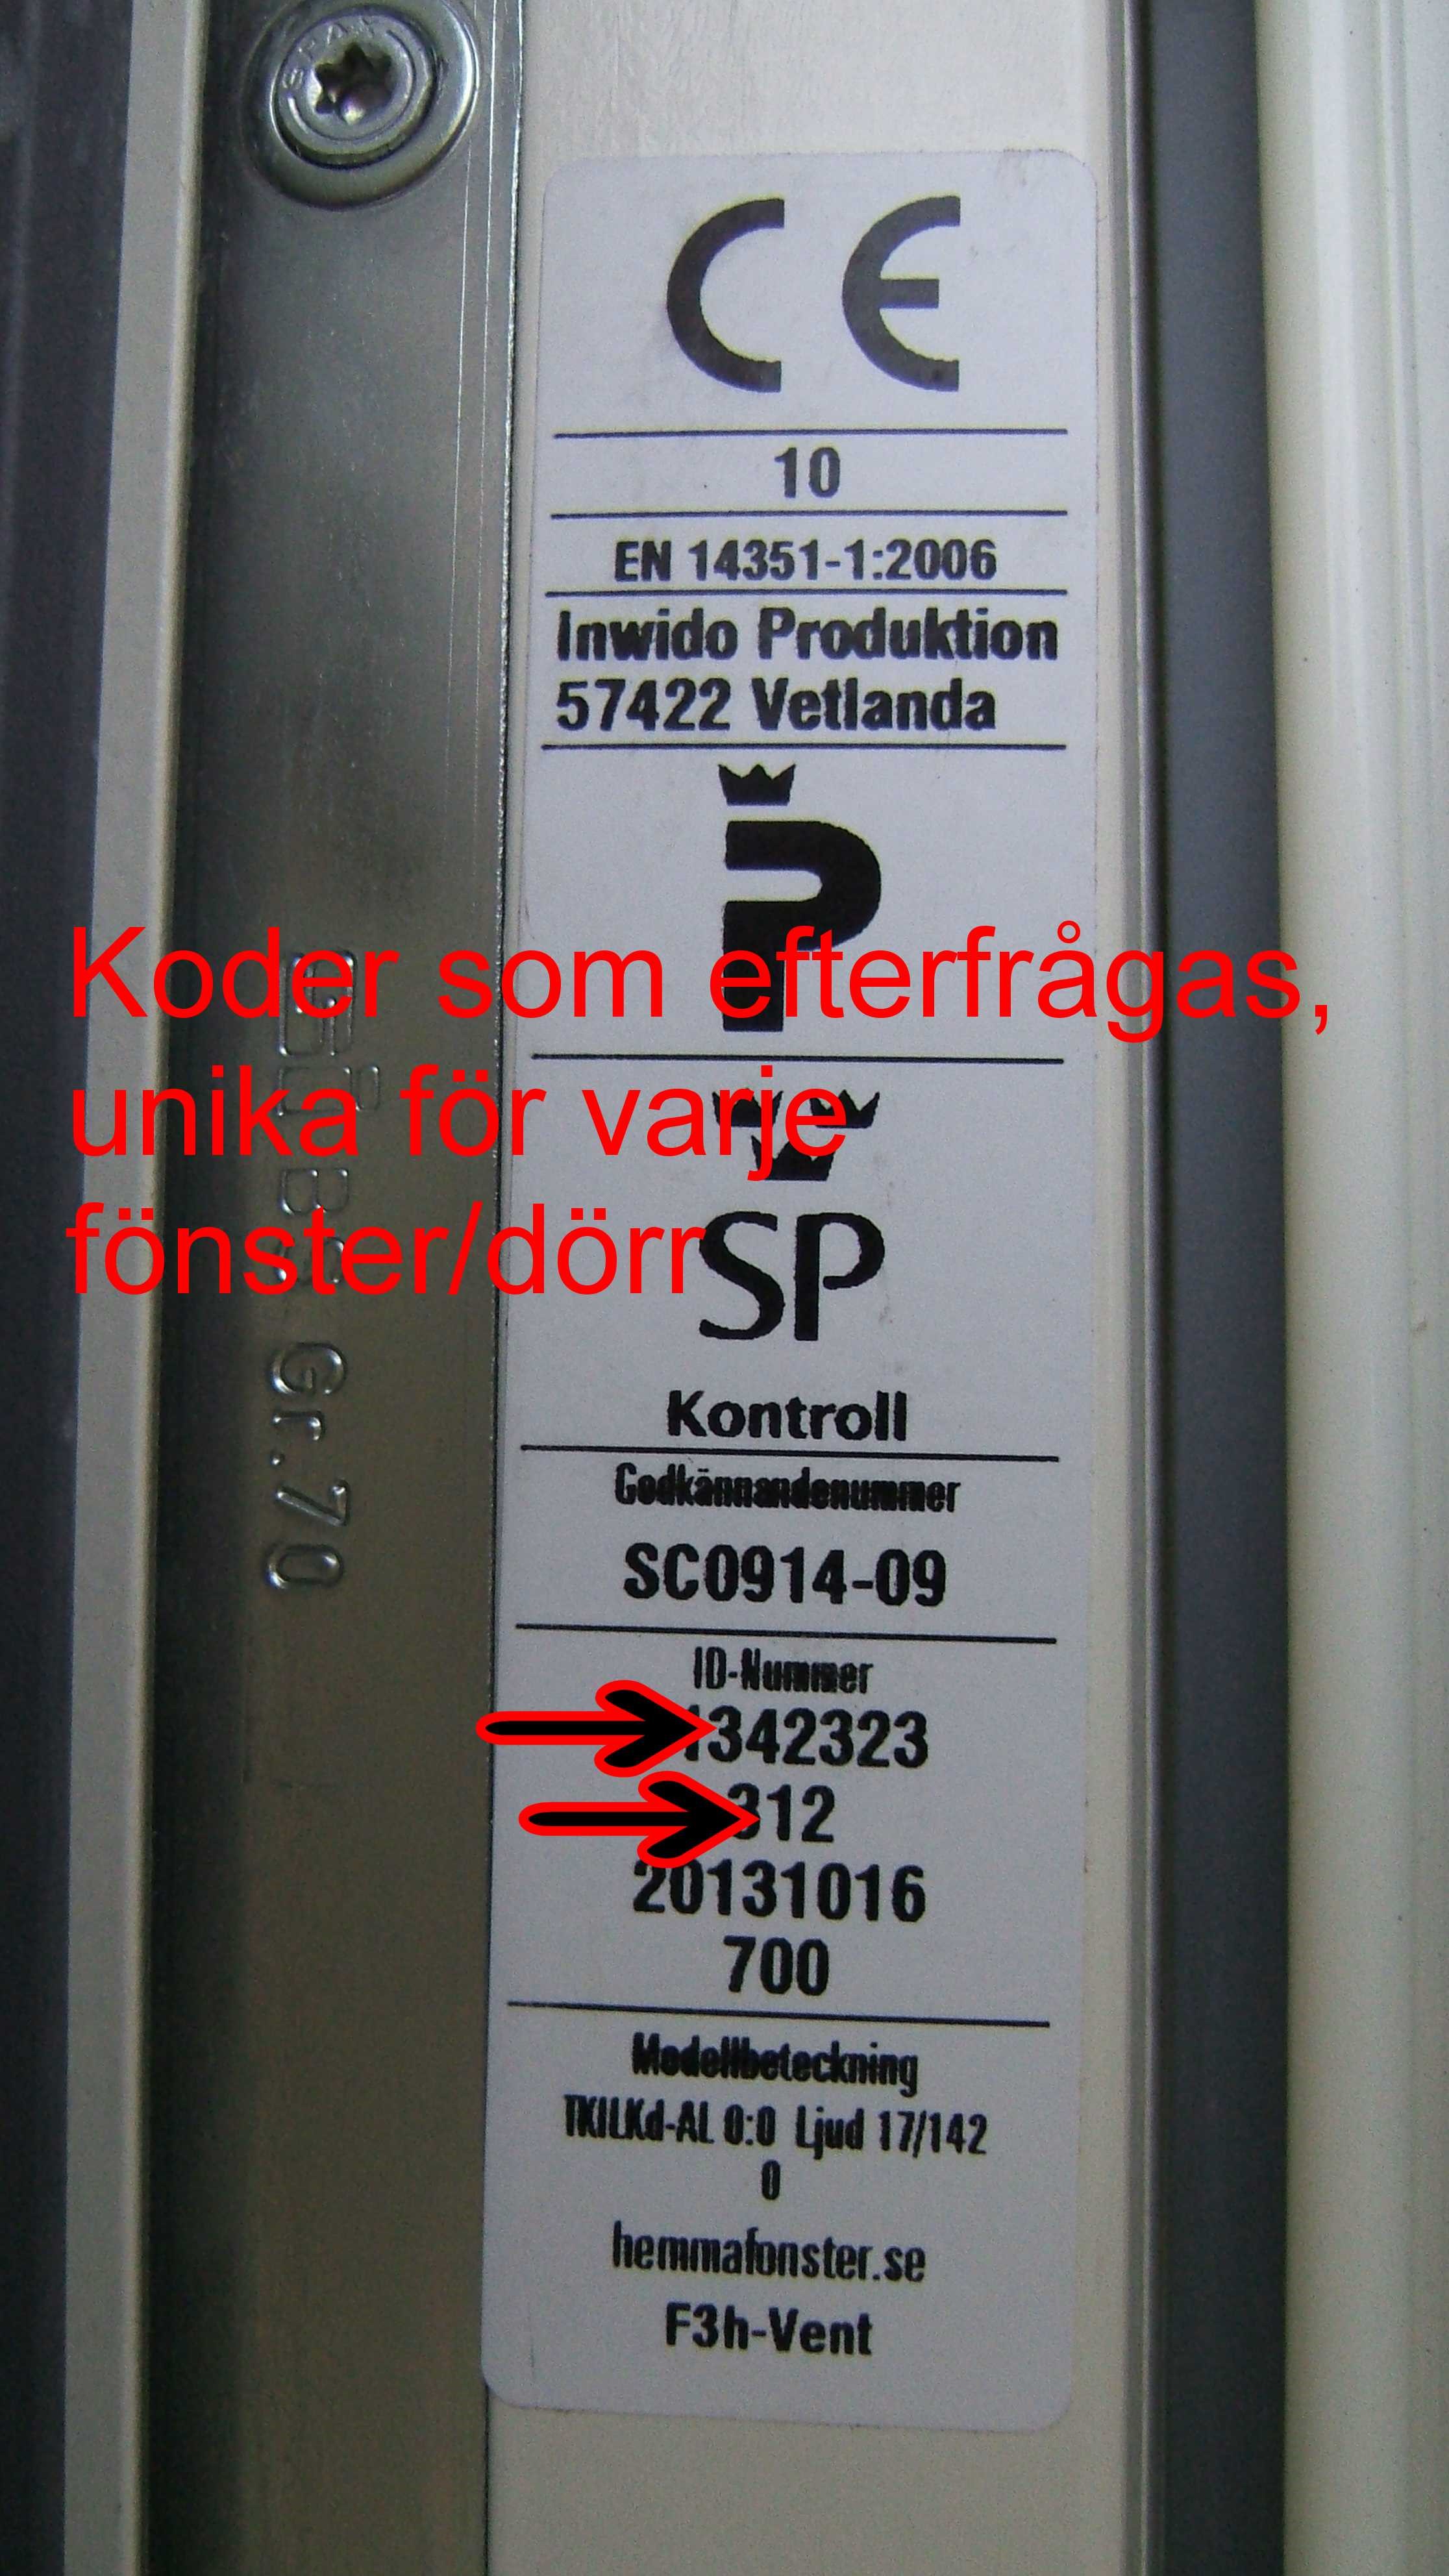 SPAX
CE
10
EN 14351-1:2006
Inwido Produktion
57422 Vetlanda
P
Koder som efterfrågas,
unika för varje
fönster/dörr
SP
Gr.70
Kontroll
Godkännandenummer
SC0914-09
ID-Nummer
1342323
312
20131016
700
Modellbeteckning
TKILKd-AL 0:0 Ljud 17/142
0
hemmafonster.se
F3h-Vent